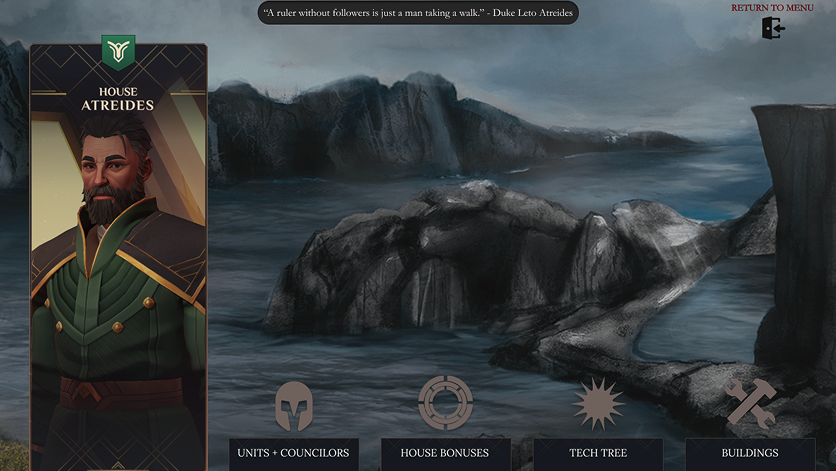 “A ruler without followers is just a man taking a walk.” - Duke Leto Atreides
RETURN TO MENU
HOUSE
ATREIDES
UNITS + COUNCILORS
HOUSE BONUSES
TECH TREE
BUILDINGS